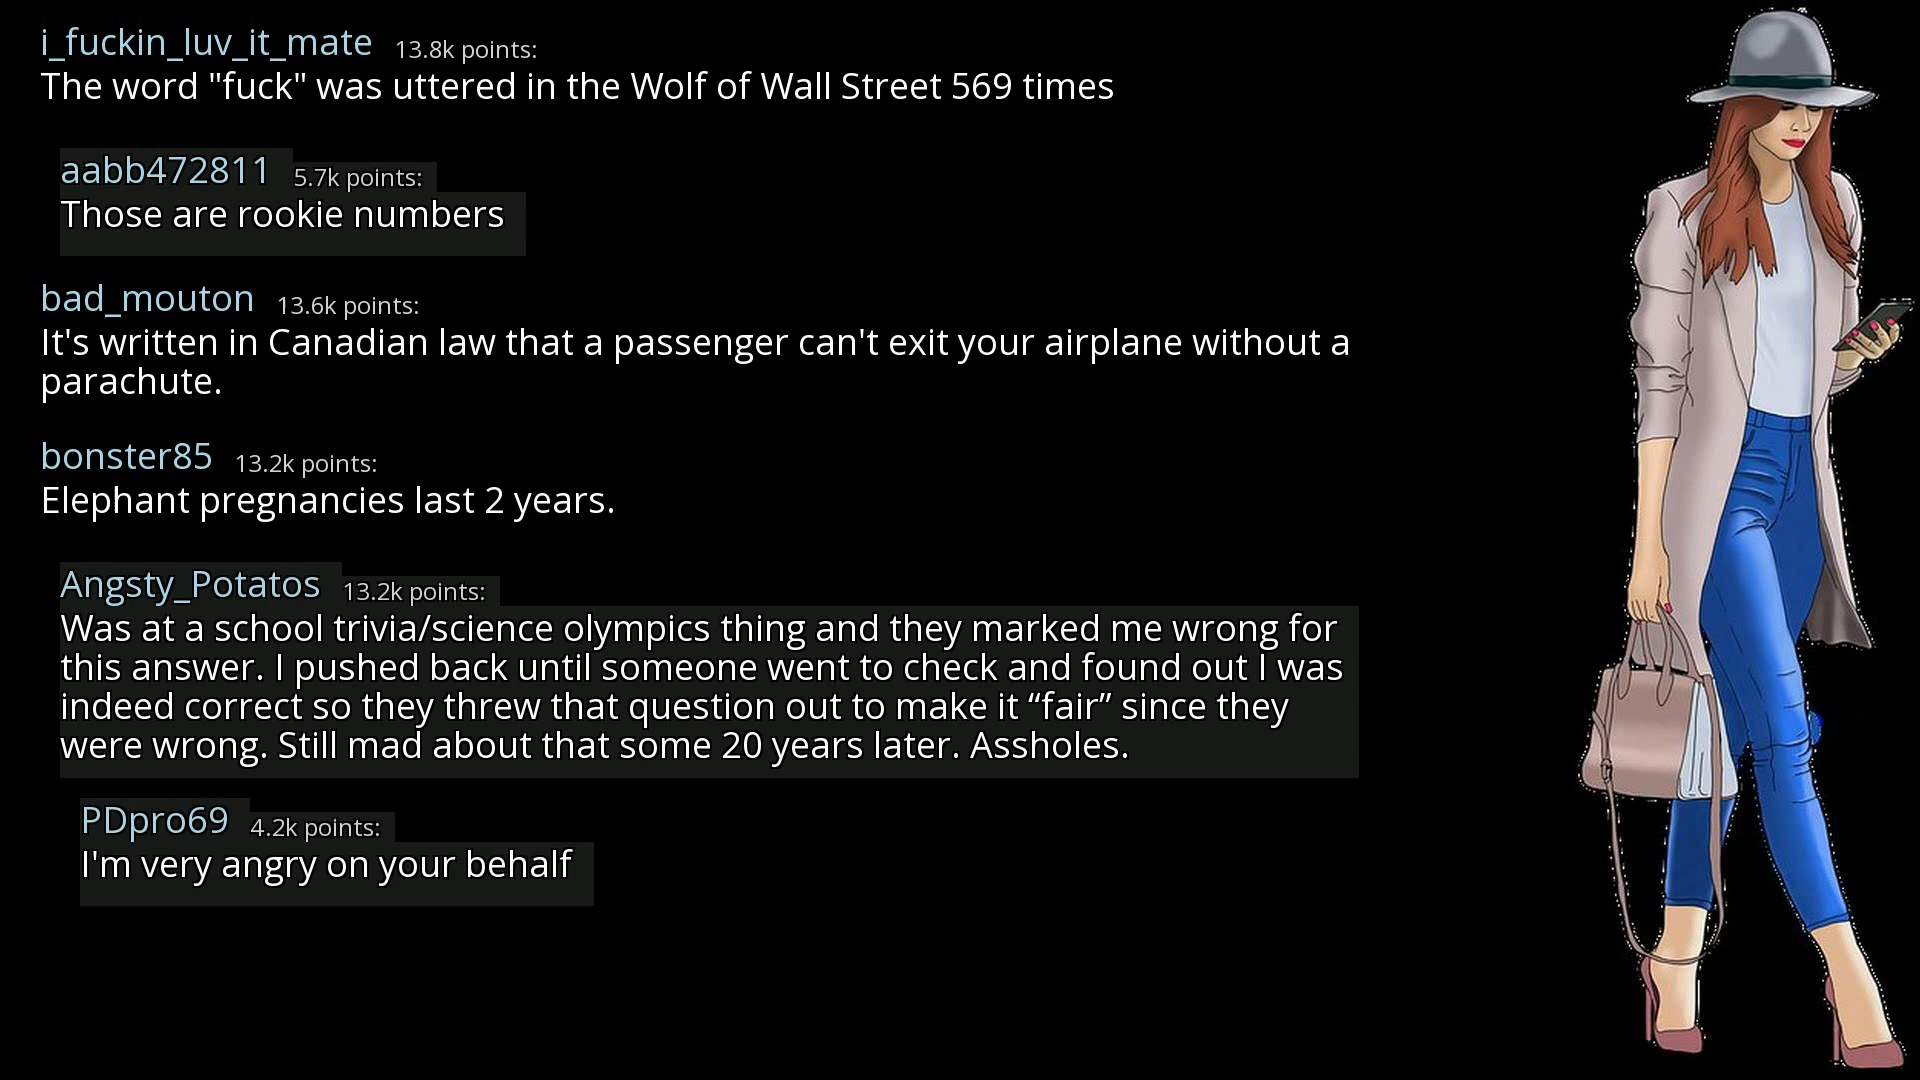 i_fuckin_luv_it_mate 13.8k points:
The word "fuck" was uttered in the Wolf of Wall Street 569 times
aabb472811 5.7k points:
Those are rookie numbers
bad_mouton 13.6k points:
It's written in Canadian law that a passenger can't exit your airplane without a
parachute.
bonster85 13.2k points:
Elephant pregnancies last 2 years.
Angsty_Potatos 13.2k points:
Was at a school trivia/science olympics thing and they marked me wrong for
this answer. I pushed back until someone went to check and found out I was
indeed correct so they threw that question out to make it “fair” since they
were wrong. Still mad about that some 20 years later. Assholes.
PDpro69 4.2k points:
I'm very angry on your behalf